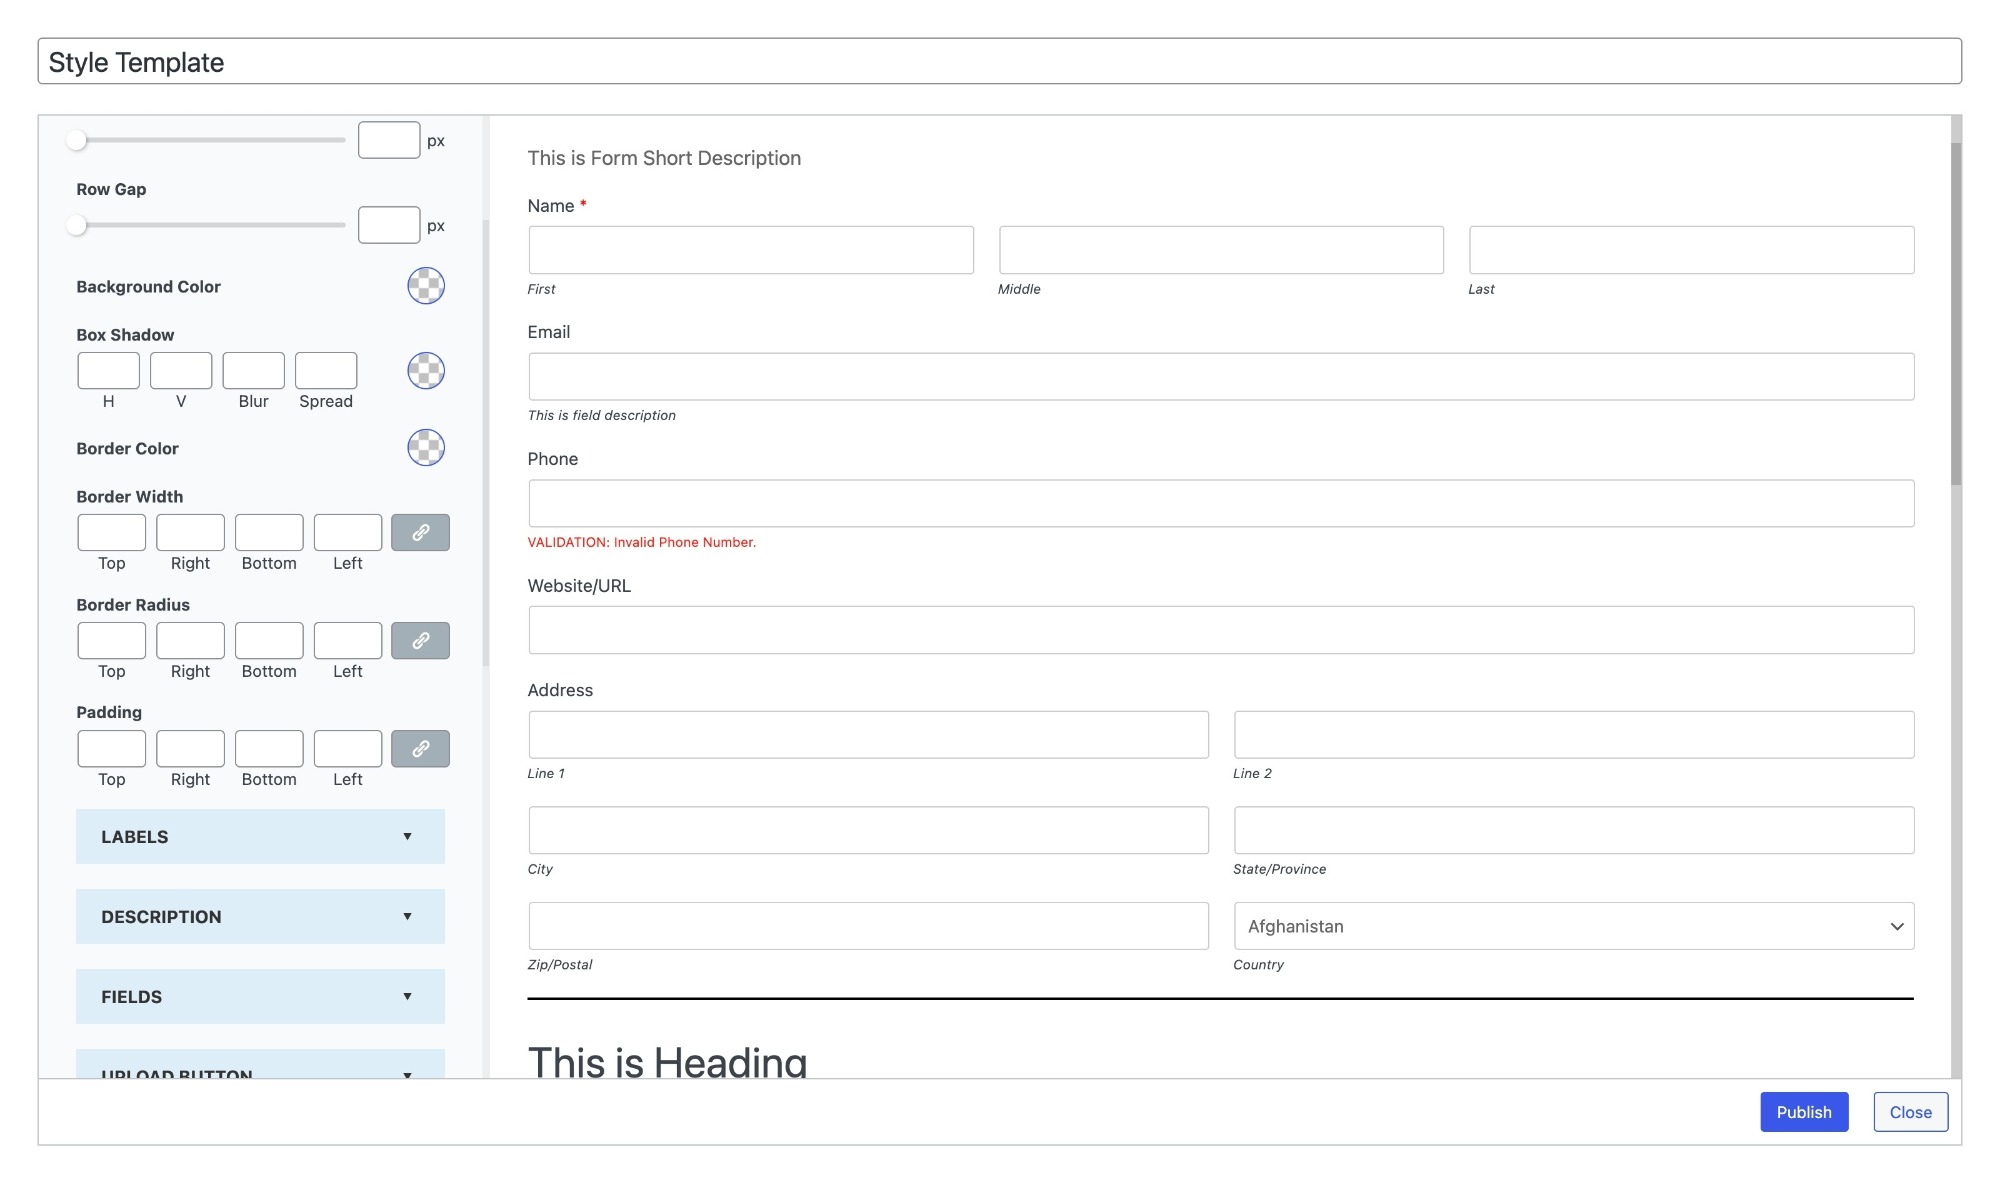 Style Template
px
Row Gap
px
Background Color
Box Shadow
H V Blur Spread
Border Color
Border Width
Top Right Bottom Left
Border Radius
Top Right Bottom Left
Padding
Top Right Bottom Left
LABELS
DESCRIPTION
FIELDS
UPLOAD BUTTON
This is Form Short Description
Name *
First Middle Last
Email
This is field description
Phone
VALIDATION: Invalid Phone Number.
Website/URL
Address
Line 1 Line 2
City State/Province
Afghanistan
Zip/Postal Country
This is Heading
Publish Close